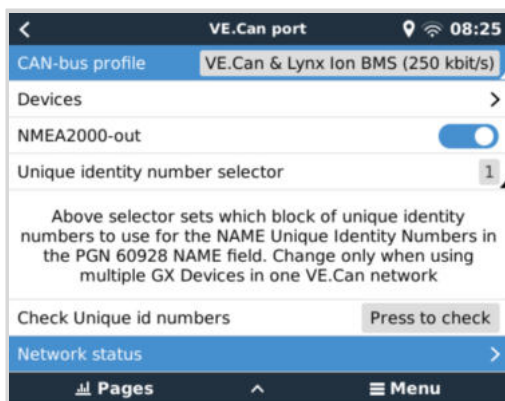 VE.Can port 08:25
CAN-bus profile VE.Can & Lynx Ion BMS (250 kbit/s)
Devices
NMEA2000-out
Unique identity number selector 1
Above selector sets which block of unique identity
numbers to use for the NAME Unique Identity Numbers in
the PGN 60928 NAME field. Change only when using
multiple GX Devices in one VE.Can network
Check Unique id numbers Press to check
Network status
Pages Menu